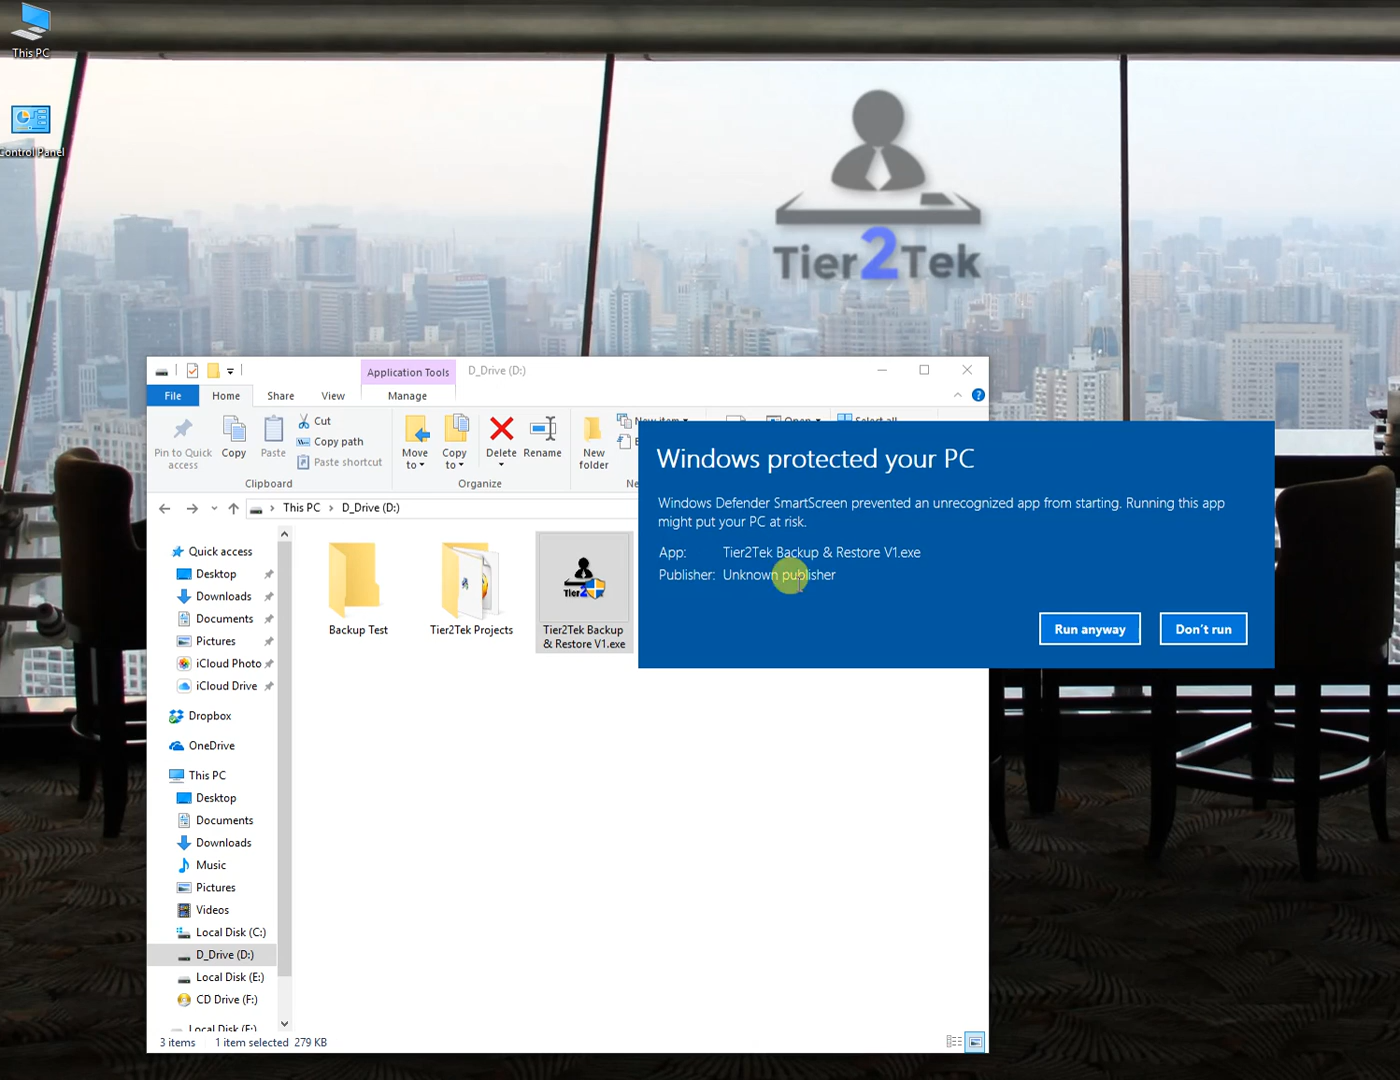 This PC
Control Panel
Tier2Tek
Application Tools
D_Drive (D:)
File
Home
Share
View
Manage
Pin to Quick access
Copy
Paste
Cut
Copy path
Paste shortcut
Clipboard
Move to
Copy to
Delete
Rename
Organize
New folder
New item
Open
Select all
This PC
D_Drive (D:)
Quick access
Desktop
Downloads
Documents
Pictures
iCloud Photo
iCloud Drive
Dropbox
OneDrive
This PC
Desktop
Documents
Downloads
Music
Pictures
Videos
Local Disk (C:)
D_Drive (D:)
Local Disk (E:)
CD Drive (F:)
Backup Test
Tier2Tek Projects
Tier2
Tier2Tek Backup
& Restore V1.exe
Windows protected your PC
Windows Defender SmartScreen prevented an unrecognized app from starting. Running this app
might put your PC at risk.
App: Tier2Tek Backup & Restore V1.exe
Publisher: Unknown publisher
Run anyway
Don't run
3 items
1 item selected 279 KB